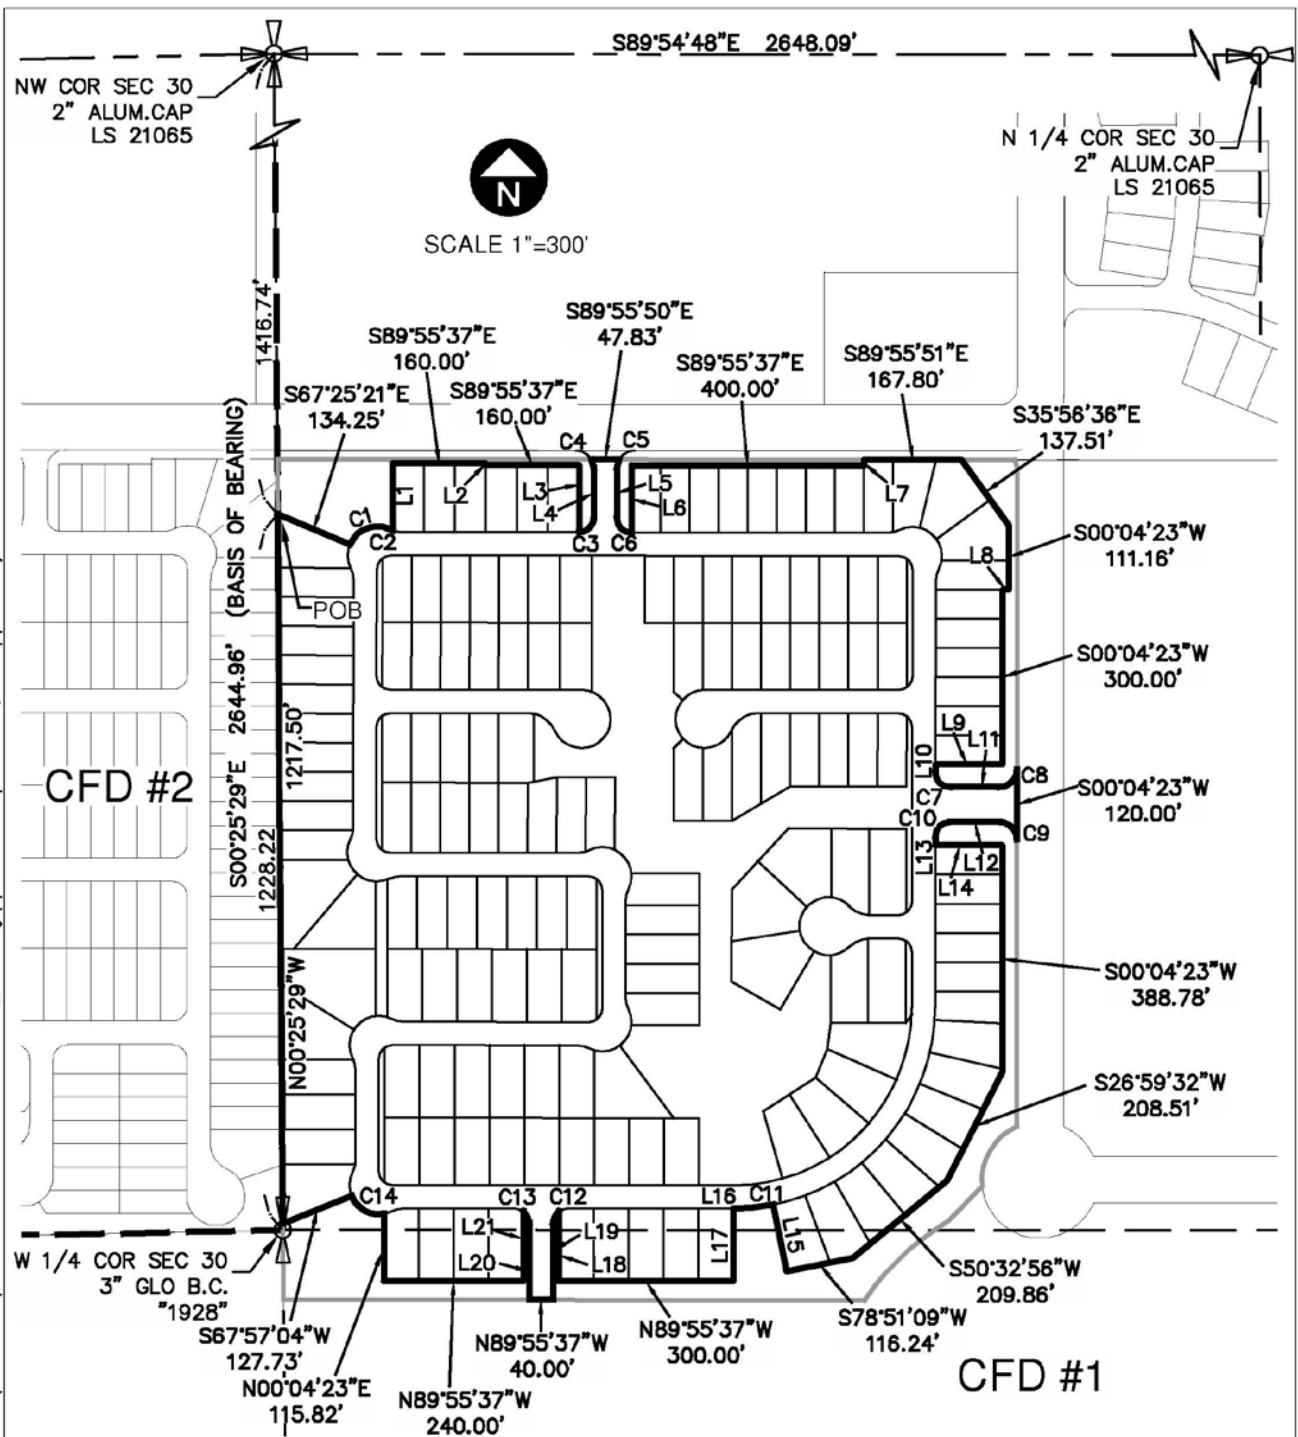 S89°54'48"E 2648.09'
NW COR SEC 30
2" ALUM.CAP
LS 21065
N 1/4 COR SEC 30
2" ALUM.CAP
LS 21065
N
SCALE 1"=300'
1416.74'
S89°55'37"E
160.00'
S89°55'50"E
47.83'
S89°55'37"E
400.00'
S89°55'51"E
167.80'
S67°25'21"E
134.25'
S89°55'37"E
160.00'
S35°56'36"E
137.51'
C4
C5
L1
L2
L3
L4
L5
L6
L7
C1
C2
C3
C6
S00°04'23"W
111.16'
L8
POB
S00°25'29"E 2644.96' (BASIS OF BEARING)
S00°04'23"W
300.00'
1217.50'
CFD #2
L9
L10
L11
C8
C7
S00°04'23"W
120.00'
C10
C9
L13
L12
L14
1228.22
S00°04'23"W
388.78'
N00°25'29"W
S26°59'32"W
208.51'
C14
C13
C12
L16
C11
L21
L19
L20
L18
L17
L15
W 1/4 COR SEC 30
3" GLO B.C.
"1928"
S50°32'56"W
209.86'
S78°51'09"W
116.24'
S67°57'04"W
127.73'
N89°55'37"W
40.00'
N89°55'37"W
300.00'
N00°04'23"E
115.82'
N89°55'37"W
240.00'
CFD #1